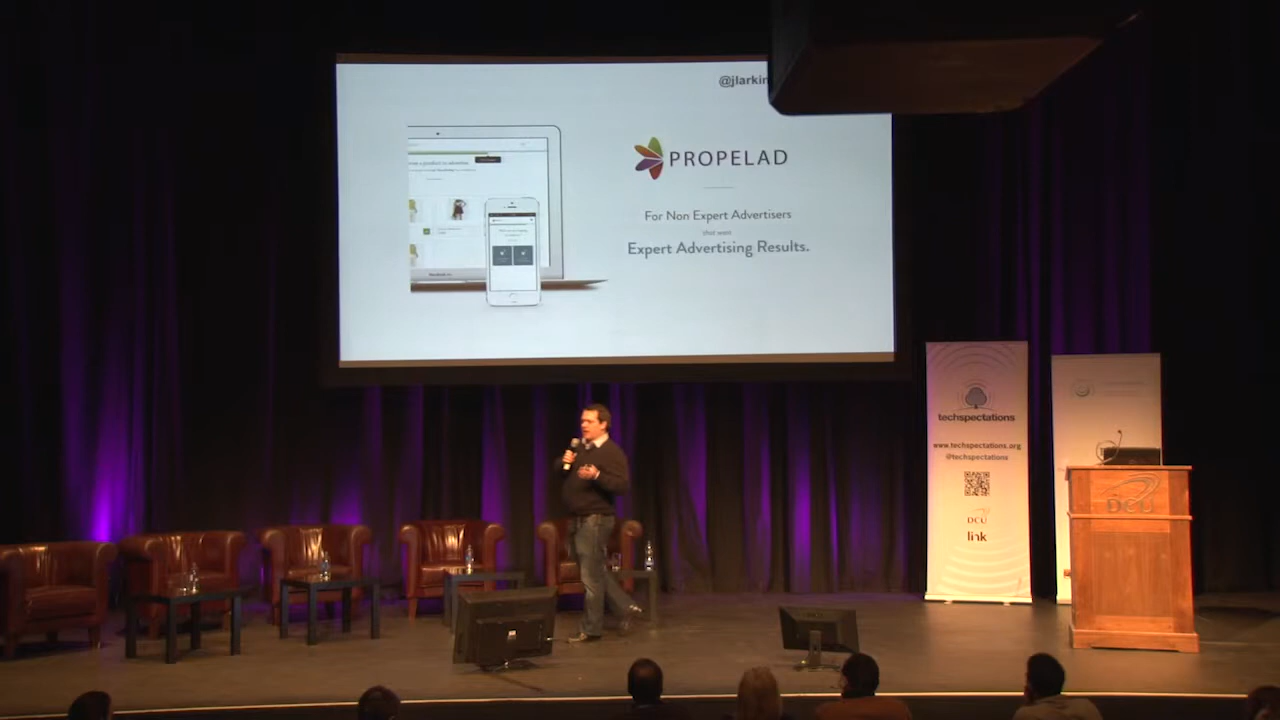 @jlarkin
PROPELAD
For Non Expert Advertisers
that want
Expert Advertising Results.
techspectations
www.techspectations.org
@techspectations
DCU
link
DCU